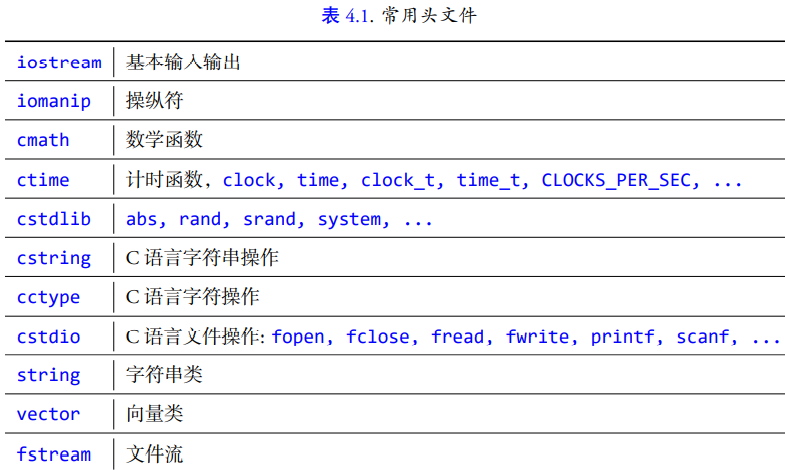 表 4.1. 常用头文件
iostream 基本输入输出
iomanip 操纵符
cmath 数学函数
ctime 计时函数，clock, time, clock_t, time_t, CLOCKS_PER_SEC, ...
cstdlib abs, rand, srand, system, ...
cstring C 语言字符串操作
cctype C 语言字符操作
cstdio C 语言文件操作: fopen, fclose, fread, fwrite, printf, scanf, ...
string 字符串类
vector 向量类
fstream 文件流